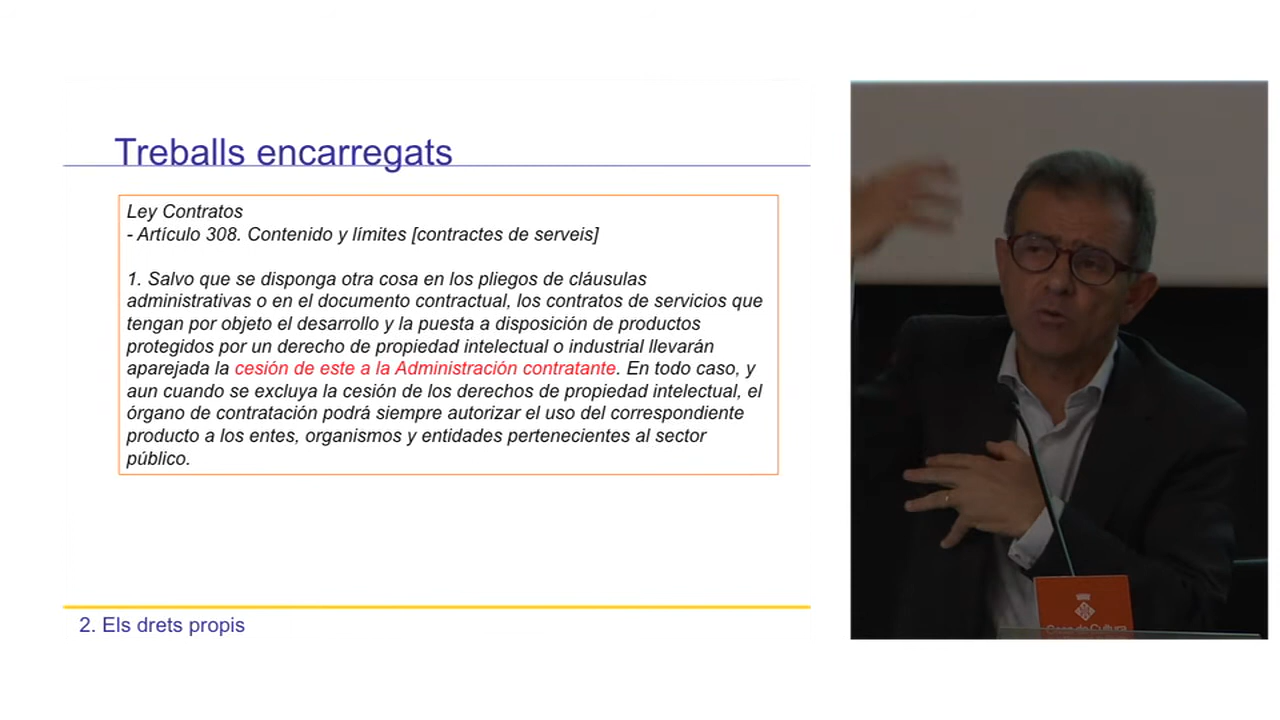 Treballs encarregats
Ley Contratos
- Artículo 308. Contenido y límites [contractes de serveis]
1. Salvo que se disponga otra cosa en los pliegos de cláusulas
administrativas o en el documento contractual, los contratos de servicios que
tengan por objeto el desarrollo y la puesta a disposición de productos
protegidos por un derecho de propiedad intelectual o industrial llevarán
aparejada la cesión de este a la Administración contratante. En todo caso, y
aun cuando se excluya la cesión de los derechos de propiedad intelectual, el
órgano de contratación podrá siempre autorizar el uso del correspondiente
producto a los entes, organismos y entidades pertenecientes al sector
público.
2. Els drets propis
Casa de Cultura